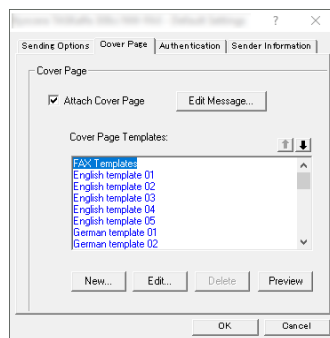 Sending Options Cover Page Authentication Sender Information
Cover Page
Attach Cover Page Edit Message...
Cover Page Templates:
FAX Templates
English template 01
English template 02
English template 03
English template 04
English template 05
German template 01
German template 02
New... Edit... Delete Preview
OK Cancel